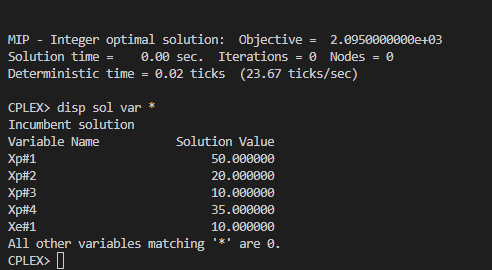 MIP - Integer optimal solution:  Objective =  2.0950000000e+03
Solution time =    0.00 sec.  Iterations = 0  Nodes = 0
Deterministic time = 0.02 ticks  (23.67 ticks/sec)
CPLEX> disp sol var *
Incumbent solution
Variable Name           Solution Value
Xp#1                         50.000000
Xp#2                         20.000000
Xp#3                         10.000000
Xp#4                         35.000000
Xe#1                         10.000000
All other variables matching '*' are 0.
CPLEX>